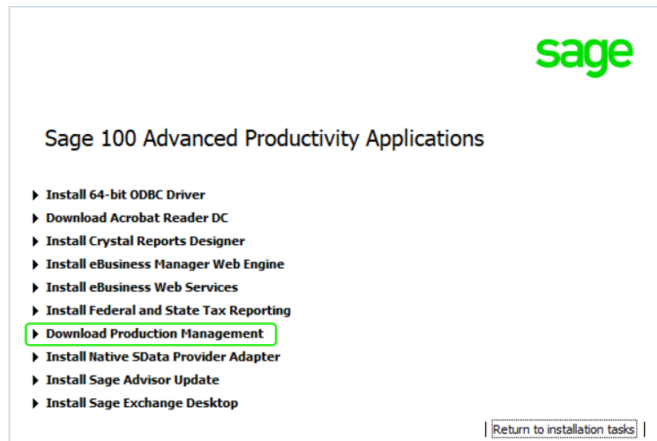 sage
Sage 100 Advanced Productivity Applications
Install 64-bit ODBC Driver
Download Acrobat Reader DC
Install Crystal Reports Designer
Install eBusiness Manager Web Engine
Install eBusiness Web Services
Install Federal and State Tax Reporting
Download Production Management
Install Native SData Provider Adapter
Install Sage Advisor Update
Install Sage Exchange Desktop
Return to installation tasks